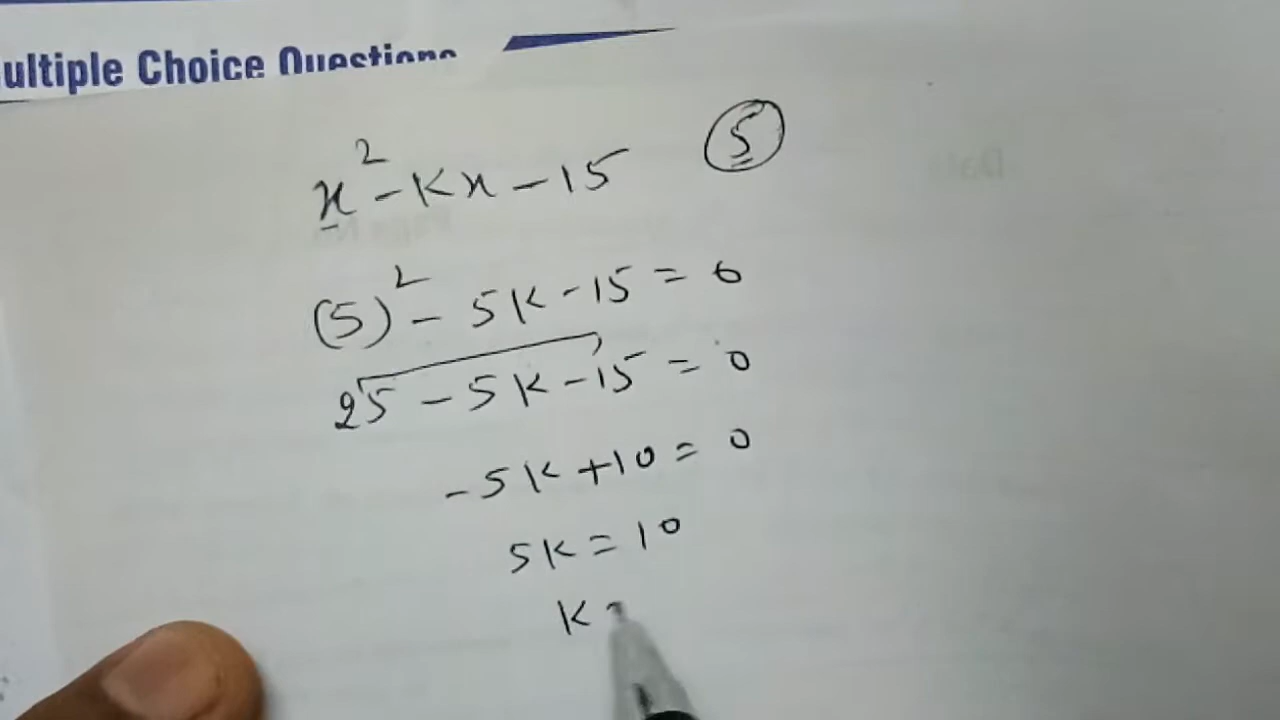 ultiple Choice Questions
x² - Kx - 15 5
(5)² - 5K - 15 = 0
25 - 5K - 15 = 0
-5K + 10 = 0
5K = 10
K =